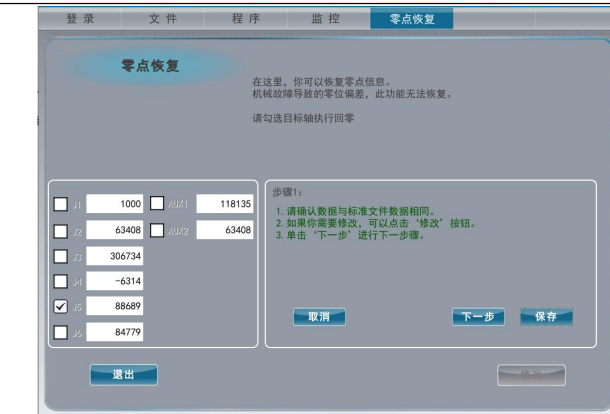 登 录
文 件
程 序
监 控
零点恢复
零点恢复
在这里，你可以恢复零点信息。
机械故障导致的零位偏差，此功能无法恢复。
请勾选目标轴执行回零
J1 1000 AUX1 118135
J2 63408 AUX2 63408
J3 306734
J4 -6314
J5 88689
J6 84779
步骤1：
1.请确认数据与标准文件数据相同。
2.如果你需要修改，可以点击‘修改’按钮。
3.单击‘下一步’进行下一步骤。
取消
下一步
保存
退出